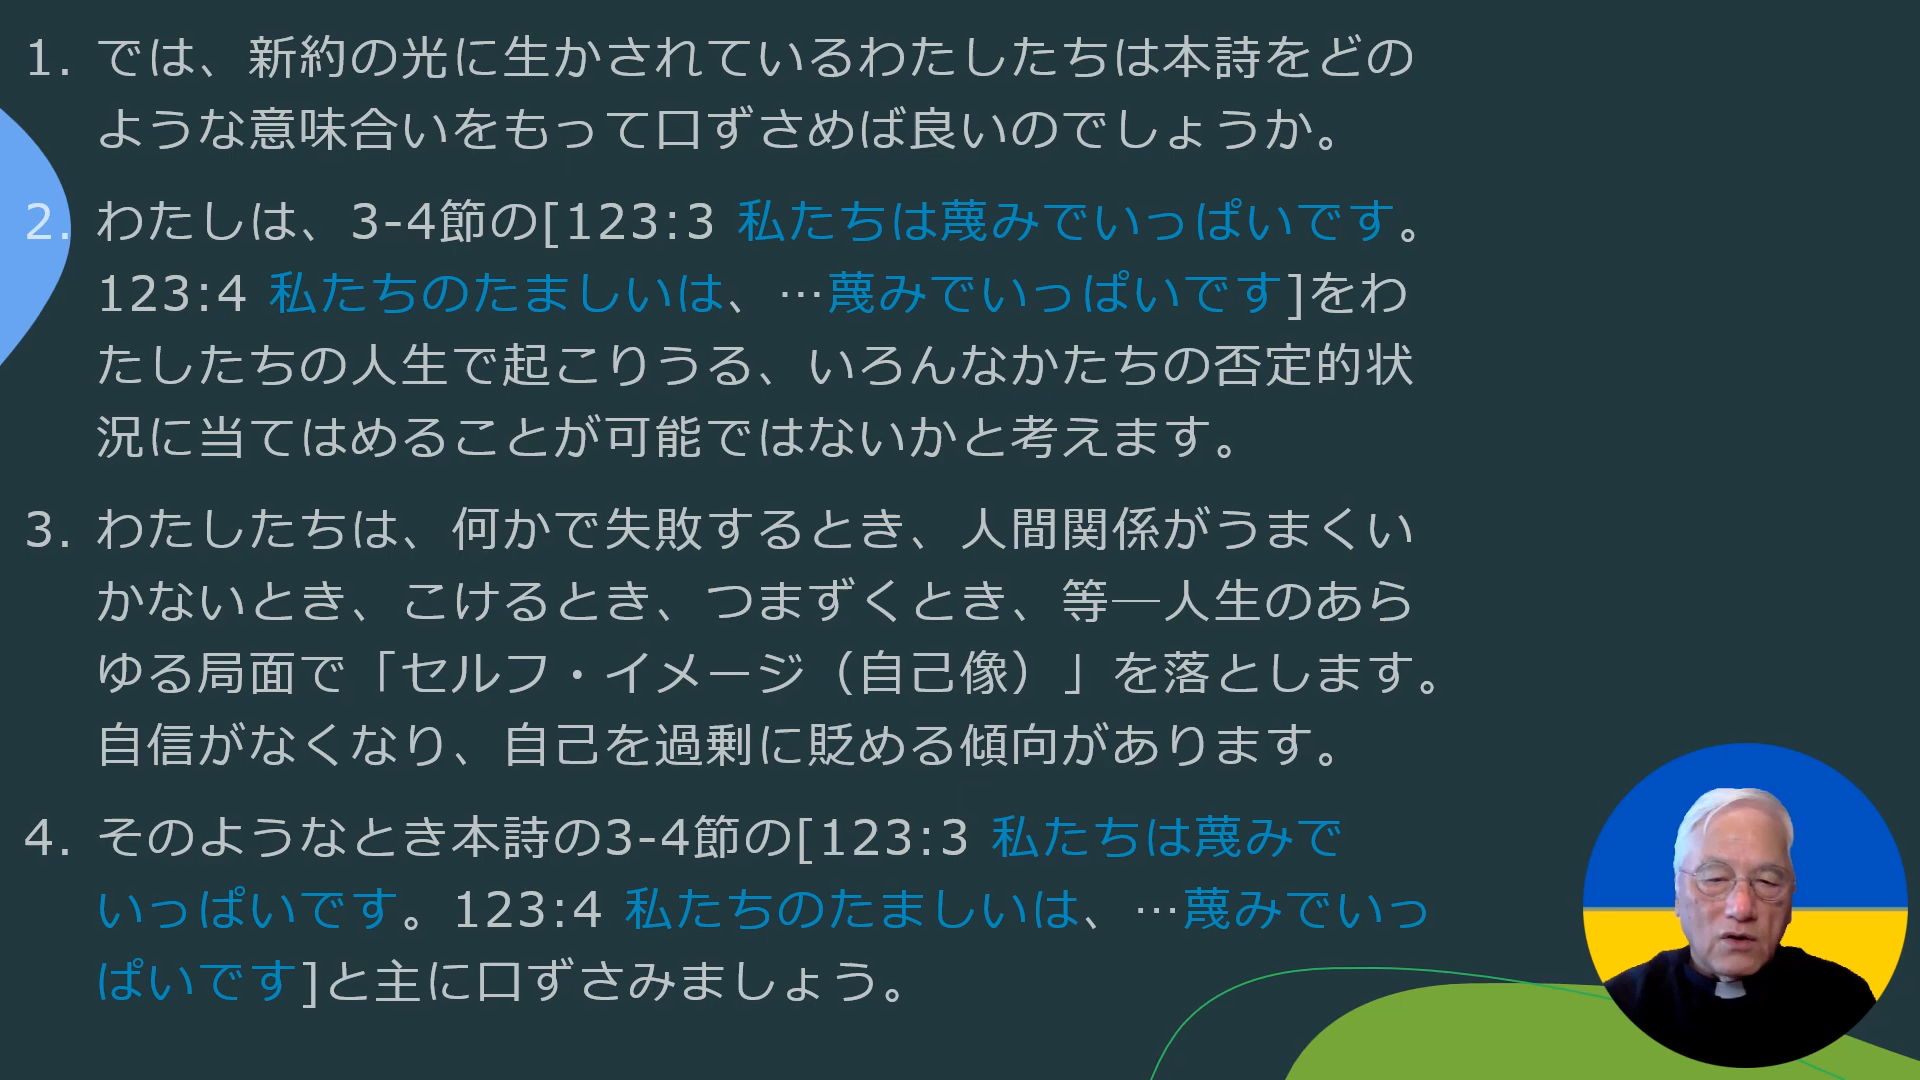 1. では、新約の光に生かされているわたしたちは本詩をどの
ような意味合いをもって口ずさめば良いのでしょうか。
2. わたしは、3-4節の[123:3 私たちは蔑みでいっぱいです。
123:4 私たちのたましいは、…蔑みでいっぱいです]をわ
たしたちの人生で起こりうる、いろんなかたちの否定的状
況に当てはめることが可能ではないかと考えます。
3. わたしたちは、何かで失敗するとき、人間関係がうまくい
かないとき、こけるとき、つまずくとき、等―人生のあら
ゆる局面で「セルフ・イメージ（自己像）」を落とします。
自信がなくなり、自己を過剰に貶める傾向があります。
4. そのようなとき本詩の3-4節の[123:3 私たちは蔑みで
いっぱいです。123:4 私たちのたましいは、…蔑みでいっ
ぱいです]と主に口ずさみましょう。